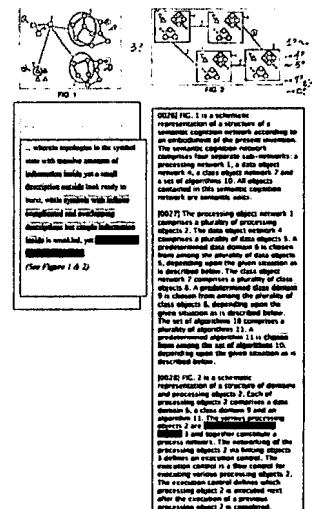 FIG 1
FIG 2
... wherein topologies in the symbol
state with massive amounts of
information inside yet a small
description outside look ready to
burst, while symbols with
complicated and overlapping
descriptions but simple information
inside is wrinkled, yet
(See Figure 1 & 2)
[0026] FIG. 1 is a schematic
representation of a structure of a
semantic cognition network according to
an embodiment of the present invention.
The semantic cognition network
comprises four separate sub-networks: a
processing network 1, a data object
network 4, a class object network 7 and
a set of algorithms 10. All objects
contained in this semantic cognition
network are semantic units.
[0027] The processing object network 1
comprises a plurality of processing
objects 2. The data object network 4
comprises a plurality of data objects 5. A
predetermined data domain 6 is chosen
from among the plurality of data objects
5, depending upon the given situation as
is described below. The class object
network 7 comprises a plurality of class
objects 8. A predetermined class domain
9 is chosen from among the plurality of
class objects 8, depending upon the
given situation as is described below.
The set of algorithms 10 comprises a
plurality of algorithms 11. A
predetermined algorithm 11 is chosen
from among the set of algorithms 10,
depending upon the given situation as is
described below.
[0028] FIG. 2 is a schematic
representation of a structure of domains
and processing objects 2. Each of
processing objects 2 comprises a data
domain 6, a class domain 9 and an
algorithm 11. The various processing
objects 2 are
3 and together constitute a
process network. The networking of the
processing objects 2 via linking objects
3 defines an execution control. The
execution control is a flow control for
executing various processing objects 2.
The execution control defines which
processing object 2 is executed next
after the execution of a previous
processing object 2 is considered.